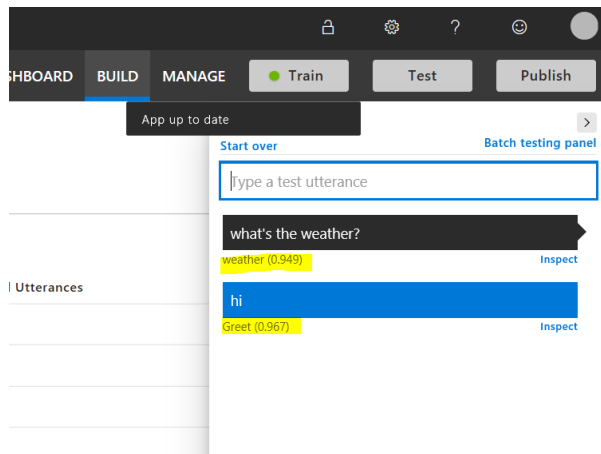 ?
SHBOARD BUILD MANAGE Train Test Publish
App up to date
Start over Batch testing panel
Type a test utterance
what's the weather?
weather (0.949) Inspect
Utterances
hi
Greet (0.967) Inspect